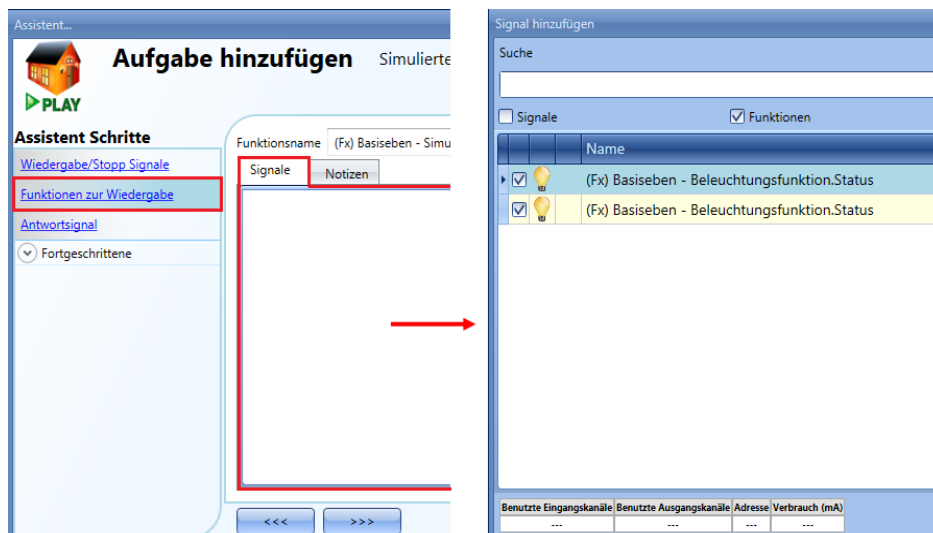 Assistent...
Aufgabe hinzufügen Simulierte
PLAY
Assistent Schritte
Wiedergabe/Stopp Signale
Funktionen zur Wiedergabe
Antwortsignal
Fortgeschrittene
Funktionsname (Fx) Basiseben - Simu
Signale Notizen
<<< >>>
Signal hinzufügen
Suche
Signale Funktionen
Name
(Fx) Basiseben - Beleuchtungsfunktion.Status
(Fx) Basiseben - Beleuchtungsfunktion.Status
Benutzte Eingangskanäle Benutzte Ausgangskanäle Adresse Verbrauch (mA)
--- --- --- ---